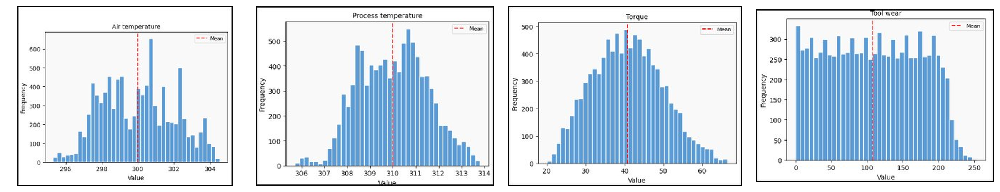 Air temperature
Mean
600
500
400
300
200
100
0
Frequency
296 298 300 302 304
Value
Process temperature
Mean
500
400
300
200
100
0
Frequency
306 307 308 309 310 311 312 313 314
Value
Torque
Mean
500
400
300
200
100
0
Frequency
20 30 40 50 60
Value
Tool wear
Mean
300
250
200
150
100
50
0
Frequency
0 50 100 150 200 250
Value